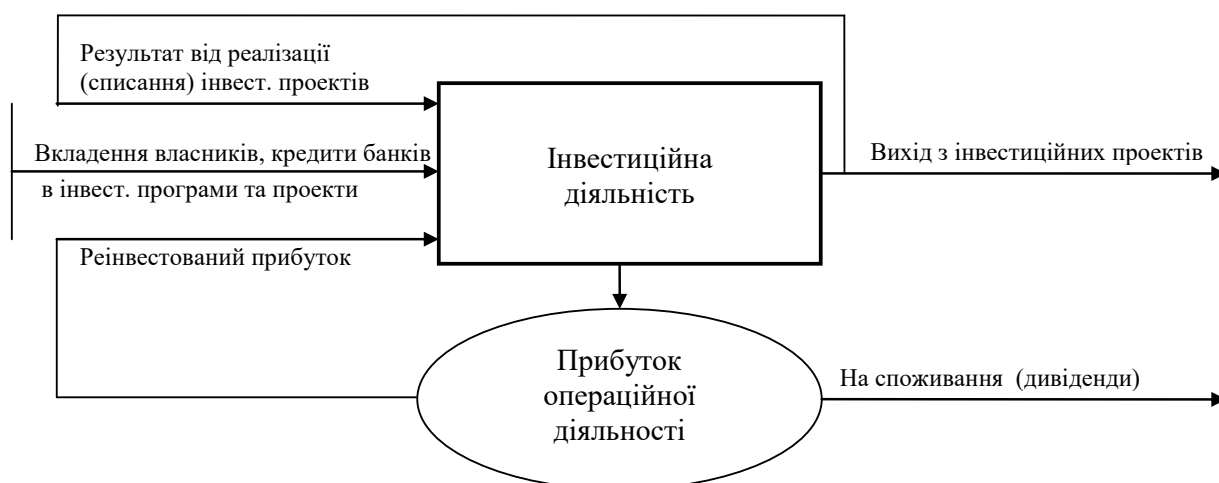 Результат від реалізації
(списання) інвест. проектів
Вкладення власників, кредити банків
в інвест. програми та проекти
Реінвестований прибуток
Інвестиційна
діяльність
Вихід з інвестиційних проектів
Прибуток
операційної
діяльності
На споживання (дивіденди)